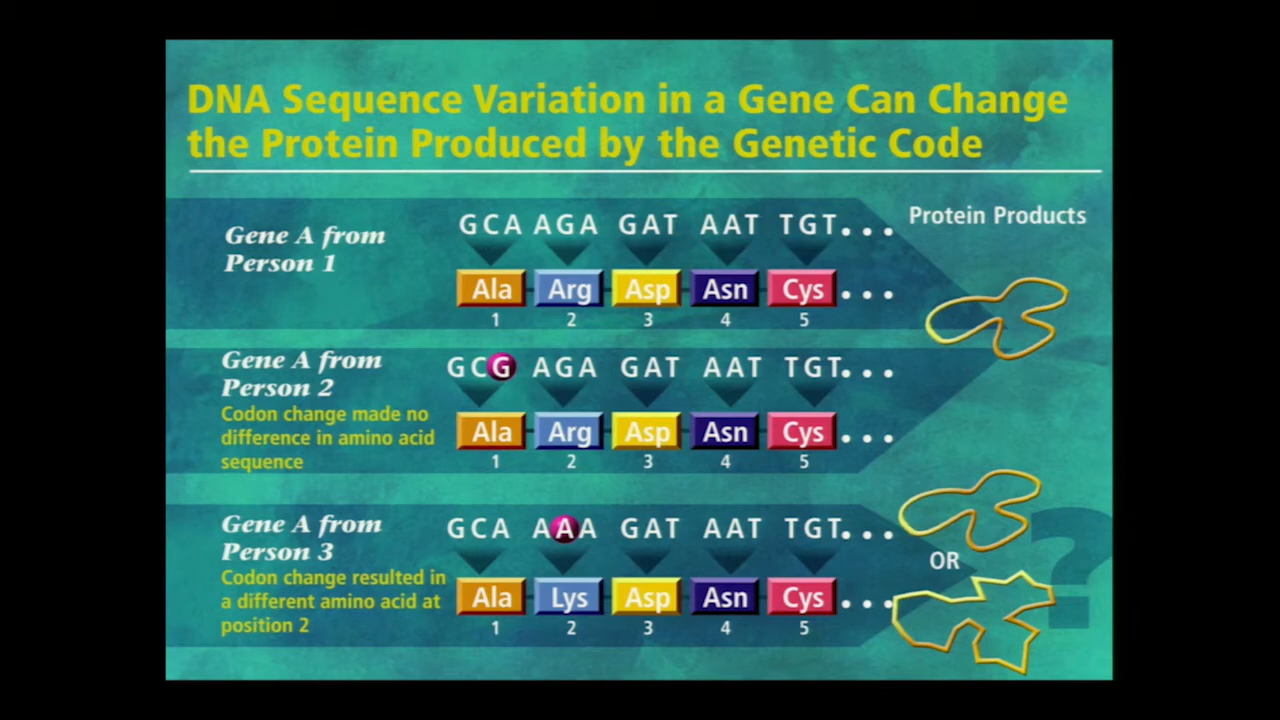 DNA Sequence Variation in a Gene Can Change
the Protein Produced by the Genetic Code
Protein Products
Gene A from
Person 1
GCA AGA GAT AAT TGT...
Ala Arg Asp Asn Cys ...
1 2 3 4 5
Gene A from
Person 2
Codon change made no
difference in amino acid
sequence
GCG AGA GAT AAT TGT...
Ala Arg Asp Asn Cys ...
1 2 3 4 5
Gene A from
Person 3
Codon change resulted in
a different amino acid at
position 2
GCA AAA GAT AAT TGT...
Ala Lys Asp Asn Cys ...
1 2 3 4 5
OR
?